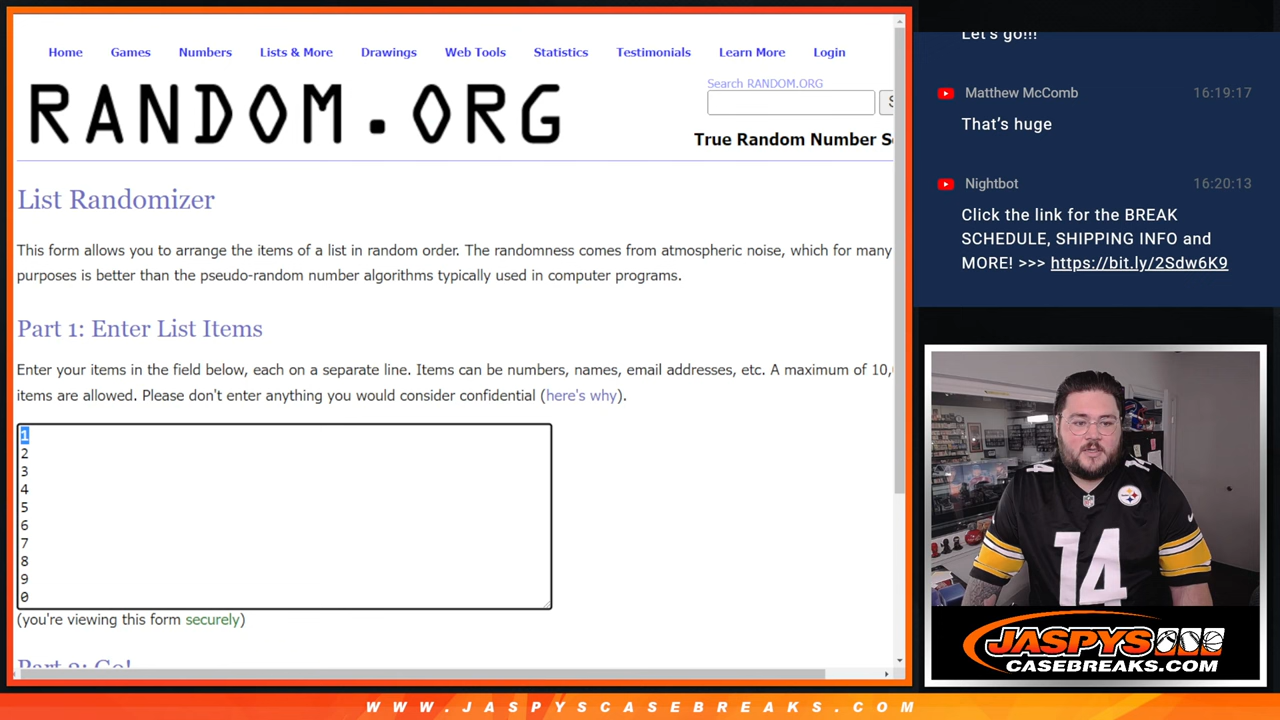 Home Games Numbers Lists & More Drawings Web Tools Statistics Testimonials Learn More Login
Search RANDOM.ORG
RANDOM.ORG
True Random Number S
List Randomizer
This form allows you to arrange the items of a list in random order. The randomness comes from atmospheric noise, which for many
purposes is better than the pseudo-random number algorithms typically used in computer programs.
Part 1: Enter List Items
Enter your items in the field below, each on a separate line. Items can be numbers, names, email addresses, etc. A maximum of 10,
items are allowed. Please don't enter anything you would consider confidential (here's why).
1
2
3
4
5
6
7
8
9
0
(you're viewing this form securely)
Part 2: Go!
Let's go!!!
Matthew McComb 16:19:17
That's huge
Nightbot 16:20:13
Click the link for the BREAK
SCHEDULE, SHIPPING INFO and
MORE! >>> https://bit.ly/2Sdw6K9
14
14
14
JASPYS
CASEBREAKS.COM
WWW.JASPYSCASEBREAKS.COM